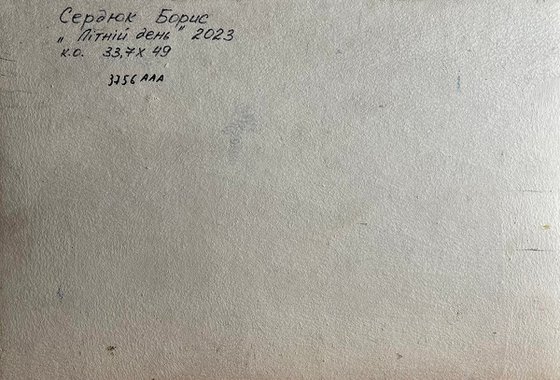 Сердюк Борис
„Літній день" 2023
к.о. 33,7х49
3756 ААА